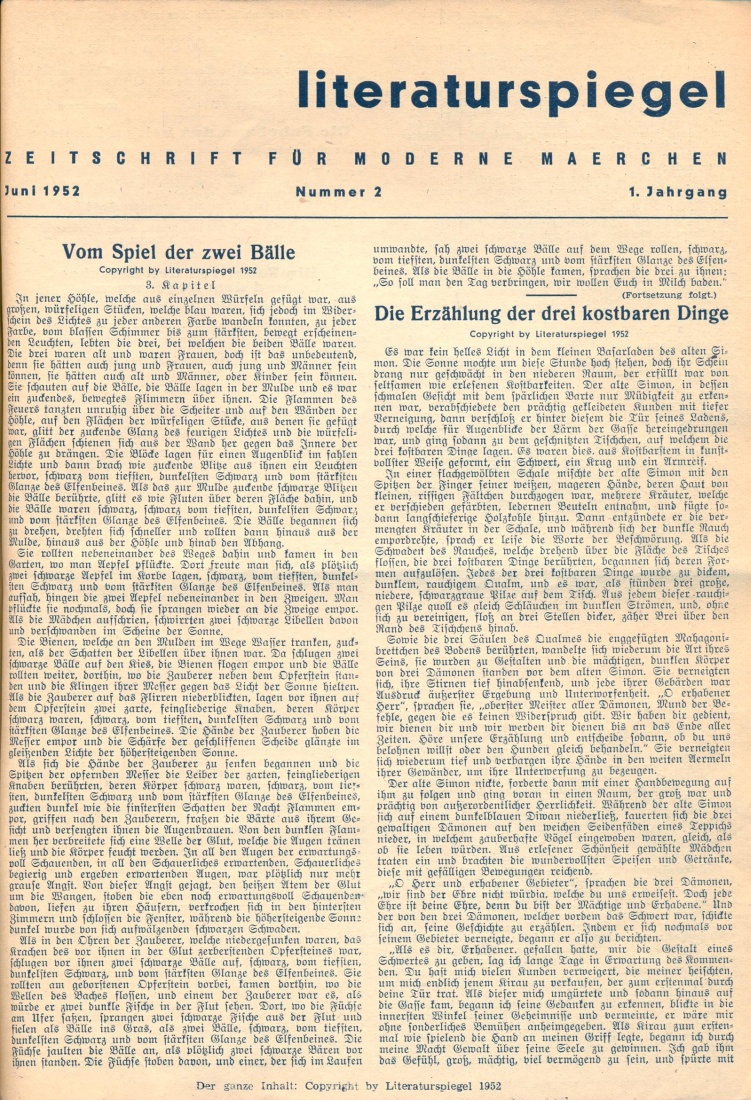 literaturspiegel
ZEITSCHRIFT FÜR MODERNE MAERCHEN
Juni 1952 Nummer 2 1. Jahrgang
Vom Spiel der zwei Bälle
Copyright by Literaturspiegel 1952
3. Kapitel
In jener Höhle, welche aus einzelnen Würfeln gefügt war, aus
großen, würfeligen Stücken, welche blau waren, sich jedoch im Wider-
schein des Lichtes zu jeder anderen Farbe wandeln konnten, zu jeder
Farbe, vom blassen Schimmer bis zum stärksten, bewegt erscheinen-
den Leuchten, lebten die drei, bei welchen die beiden Bälle waren.
Die drei waren alt und waren Frauen, doch ist das unbedeutend,
denn sie hätten auch jung und Frauen, auch jung und Männer sein
können, sie hätten auch alt und Männer, oder Kinder sein können.
Sie schauten auf die Bälle, die Bälle lagen in der Mulde und es war
ein zuckendes, bewegtes Flimmern über ihnen. Die Flammen des
Feuers tanzten unruhig über die Scheiter und auf den Wänden der
Höhle, auf den Flächen der würfeligen Stücke, aus denen sie gefügt
war, glitt der zuckende Glanz des feurigen Lichtes und die würfeli-
gen Flächen schienen sich aus der Wand her gegen das Innere der
Höhle zu drängen. Die Blöcke lagen für einen Augenblick im fahlen
Lichte und dann brach wie zuckende Blitze aus ihnen ein Leuchten
hervor, schwarz vom tiefsten, dunkelsten Schwarz und vom stärksten
Glanze des Elfenbeines. Als das zur Mulde zuckende schwarze Blitzen
die Bälle berührte, glitt es wie Fluten über deren Fläche dahin, und
die Bälle waren schwarz, schwarz vom tiefsten, dunkelsten Schwarz
und vom stärksten Glanze des Elfenbeines. Die Bälle begannen sich
zu drehen, drehten sich schneller und rollten dann hinaus aus der
Mulde, hinaus aus der Höhle und hinab den Abhang.
Sie rollten nebeneinander des Weges dahin und kamen in den
Garten, wo man Aepfel pflückte. Dort freute man sich, als plötzlich
zwei schwarze Aepfel im Korbe lagen, schwarz, vom tiefsten, dunkel-
sten Schwarz und vom stärksten Glanze des Elfenbeines. Als man
aufsah, hingen die zwei Aepfel nebeneinander in den Zweigen. Man
pflückte sie nochmals, doch sie sprangen wieder an die Zweige empor.
Als die Mädchen aufschrien, schwirrten zwei schwarze Libellen davon
und verschwanden im Scheine der Sonne.
Die Bienen, welche an den Mulden im Wege Wasser tranken, zuck-
ten, als der Schatten der Libellen über ihnen war. Da schlugen zwei
schwarze Bälle auf den Kies, die Bienen flogen empor und die Bälle
rollten weiter, dorthin, wo die Zauberer neben dem Opferstein stan-
den und die Klingen ihrer Messer gegen das Licht der Sonne hielten.
Als die Zauberer auf das Flirren niederblickten, lagen vor ihnen auf
dem Opferstein zwei zarte, feingliederige Knaben, deren Körper
schwarz waren, schwarz, vom tiefsten, dunkelsten Schwarz und vom
stärksten Glanze des Elfenbeines. Die Hände der Zauberer hoben die
Messer empor und die Schärfe der geschliffenen Scheide glänzte im
gleißenden Lichte der höhersteigenden Sonne.
Als sich die Hände der Zauberer zu senken begannen und die
Spitzen der opfernden Messer die Leiber der zarten, feingliederigen
Knaben berührten, deren Körper schwarz waren, schwarz, vom tief-
sten, dunkelsten Schwarz und vom stärksten Glanze des Elfenbeines,
zuckten dunkel wie die finstersten Schatten der Nacht Flammen em-
por, griffen nach den Zauberern, fraßen die Bärte aus ihrem Ge-
sicht und versengten ihnen die Augenbrauen. Von den dunklen Flam-
men her verbreitete sich eine Welle der Glut, welche die Augen tränen
ließ und die Körper feucht werden. In all den Augen der erwartungs-
voll Schauenden, in all den Schauerliches erwartenden, Schauerliches
begierig und ergeben erwartenden Augen, war plötzlich nur mehr
grause Angst. Von dieser Angst gejagt, den heißen Atem der Glut
um die Wangen, stoben die eben noch erwartungsvoll Schauenden
davon, liefen zu ihren Häusern, verkrochen sich in den hintersten
Zimmern und schlossen die Fenster, während die höhersteigende Sonne
dunkel wurde von sich aufwälzenden schwarzen Schwaden.
Als in den Ohren der Zauberer, welche niedergesunken waren, das
Krachen des vor ihnen in der Glut zerberstenden Opfersteines war,
schlugen vor ihnen zwei schwarze Bälle auf, schwarz, vom tiefsten,
dunkelsten Schwarz, und vom stärksten Glanze des Elfenbeines. Sie
rollten am geborstenen Opferstein vorbei, kamen dorthin, wo die
Wellen des Baches flossen, und einem der Zauberer war es, als
würde er zwei dunkle Fische in der Flut sehen. Dort, wo die Füchse
am Ufer saßen, sprangen zwei schwarze Fische aus der Flut und
fielen als Bälle ins Gras, als zwei Bälle, schwarz, vom tiefsten,
dunkelsten Schwarz und vom stärksten Glanze des Elfenbeines. Die
Füchse jaulten die Bälle an, als plötzlich zwei schwarze Bären vor
ihnen standen. Die Füchse stoben davon, und einer, der sich im Laufen
umwandte, sah zwei schwarze Bälle auf dem Wege rollen, schwarz,
vom tiefsten, dunkelsten Schwarz und vom stärksten Glanze des Elfen-
beines. Als die Bälle in die Höhle kamen, sprachen die drei zu ihnen:
„So soll man den Tag verbringen, wir wollen Euch in Milch baden."
(Fortsetzung folgt.)
Die Erzählung der drei kostbaren Dinge
Copyright by Literaturspiegel 1952
Es war kein helles Licht in dem kleinen Basarladen des alten Si-
mon. Die Sonne mochte um diese Stunde hoch stehen, doch ihr Schein
drang nur geschwächt in den niederen Raum, der erfüllt war von
seltsamen wie erlesenen Kostbarkeiten. Der alte Simon, in dessen
schmalen Gesicht mit dem spärlichen Barte nur Müdigkeit zu erken-
nen war, verabschiedete den prächtig gekleideten Kunden mit tiefer
Verneigung, dann verschloß er hinter diesem die Tür seines Ladens,
durch welche für Augenblicke der Lärm der Gasse hereingedrungen
war, und ging sodann zu dem geschnitzten Tischchen, auf welchem die
drei kostbaren Dinge lagen. Es waren dies, aus Kostbarstem in kunst-
vollster Weise geformt, ein Schwert, ein Krug und ein Armreif.
In einer flachgewölbten Schale mischte der alte Simon mit den
Spitzen der Finger seiner weißen, mageren Hände, deren Haut von
kleinen, rissigen Fältchen durchzogen war, mehrere Kräuter, welche
er verschieden gefärbten, ledernen Beuteln entnahm, und fügte so-
dann langschieferige Holzkohle hinzu. Dann entzündete er die ver-
mengten Kräuter in der Schale, und während sich der dunkle Rauch
empordrehte, sprach er leise die Worte der Beschwörung. Als die
Schwaden des Rauches, welche drehend über die Fläche des Tisches
flossen, die drei kostbaren Dinge berührten, begannen sich deren For-
men aufzulösen. Jedes der drei kostbaren Dinge wurde zu dickem,
dunklem, rauchigem Qualm, und es war, als stünden drei große,
niedere, schwarzgraue Pilze auf dem Tisch. Aus jedem dieser rauchi-
gen Pilze quoll es gleich Schläuchen im dunklen Strömen, und, ohne
sich zu vereinigen, floß an drei Stellen dicker, zäher Brei über den
Rand des Tischchens hinab.
Sowie die drei Säulen des Qualmes die enggefügten Mahagoni-
brettchen des Bodens berührten, wandelte sich wiederum die Art ihres
Seins, sie wurden zu Gestalten und die mächtigen, dunklen Körper
von drei Dämonen standen vor dem alten Simon. Sie verneigten
sich, ihre Stirnen tief hinabsenkend, und jede ihrer Gebärden war
Ausdruck äußerster Ergebung und Unterworfenheit. „O erhabener
Herr", sprachen sie, „oberster Meister aller Dämonen, Mund der Be-
fehle, gegen die es keinen Widerspruch gibt. Wir haben dir gedient,
wir dienen dir und wir werden dir dienen bis an das Ende aller
Zeiten. Höre unsere Erzählung und entscheide sodann, ob du uns
belohnen willst oder den Hunden gleich behandeln." Sie verneigten
sich wiederum tief und verbargen ihre Hände in den weiten Aermeln
ihrer Gewänder, um ihre Unterwerfung zu bezeugen.
Der alte Simon nickte, forderte dann mit einer Handbewegung auf
ihm zu folgen und ging voran in einen Raum, der groß war und
prächtig von außerordentlicher Herrlichkeit. Während der alte Simon
sich auf einem dunkelblauen Diwan niederließ, kauerten sich die drei
gewaltigen Dämonen auf den weichen Seidenfäden eines Teppichs
nieder, in welchem zauberhafte Vögel eingewoben waren, gleich, als
ob sie leben würden. Aus erlesener Schönheit gewählte Mädchen
traten ein und brachten die wundervollsten Speisen und Getränke,
diese mit gefälligen Bewegungen reichend.
„O Herr und erhabener Gebieter", sprachen die drei Dämonen,
„wir sind der Ehre nicht würdig, welche du uns erweisest. Doch jede
Ehre ist deine Ehre, denn du bist der Mächtige und Erhabene." Und
der von den drei Dämonen, welcher vordem das Schwert war, schickte
sich an, seine Geschichte zu erzählen. Indem er sich nochmals vor
seinem Gebieter verneigte, begann er also zu berichten.
„Als es dir, Erhabener, gefallen hatte, mir die Gestalt eines
Schwertes zu geben, lag ich lange Tage in Erwartung des Kommen-
den. Du hast mich vielen Kunden verweigert, die meiner heischten,
um mich endlich jenem Kirau zu verkaufen, der zum erstenmal durch
deine Tür trat. Als dieser mich umgürtete und sodann hinaus auf
die Gasse kam, begann ich seine Gedanken zu erkennen, blickte in die
innersten Winkel seiner Geheimnisse und vermeinte, er wäre mir
ohne sonderliches Bemühen anheimgegeben. Als Kirau zum ersten-
mal wie spielend die Hand an meinen Griff legte, begann ich durch
meine Macht Gewalt über seine Seele zu gewinnen. Ich gab ihm
das Gefühl, groß, mächtig, viel vermögend zu sein, und spürte mit
Der ganze Inhalt: Copyright by Literaturspiegel 1952